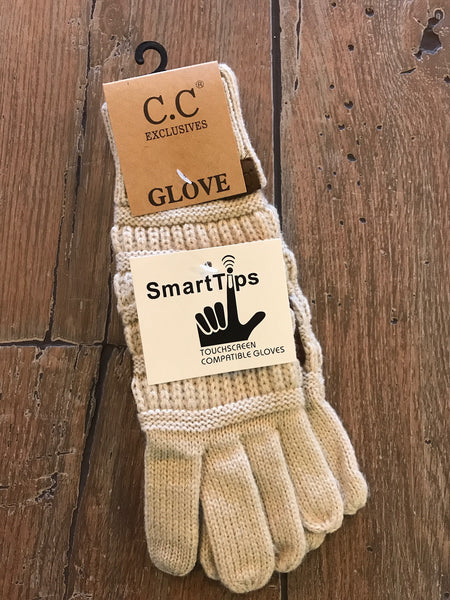 C.C®
EXCLUSIVES
GLOVE
SmartTips
TOUCHSCREEN
COMPATIBLE GLOVES